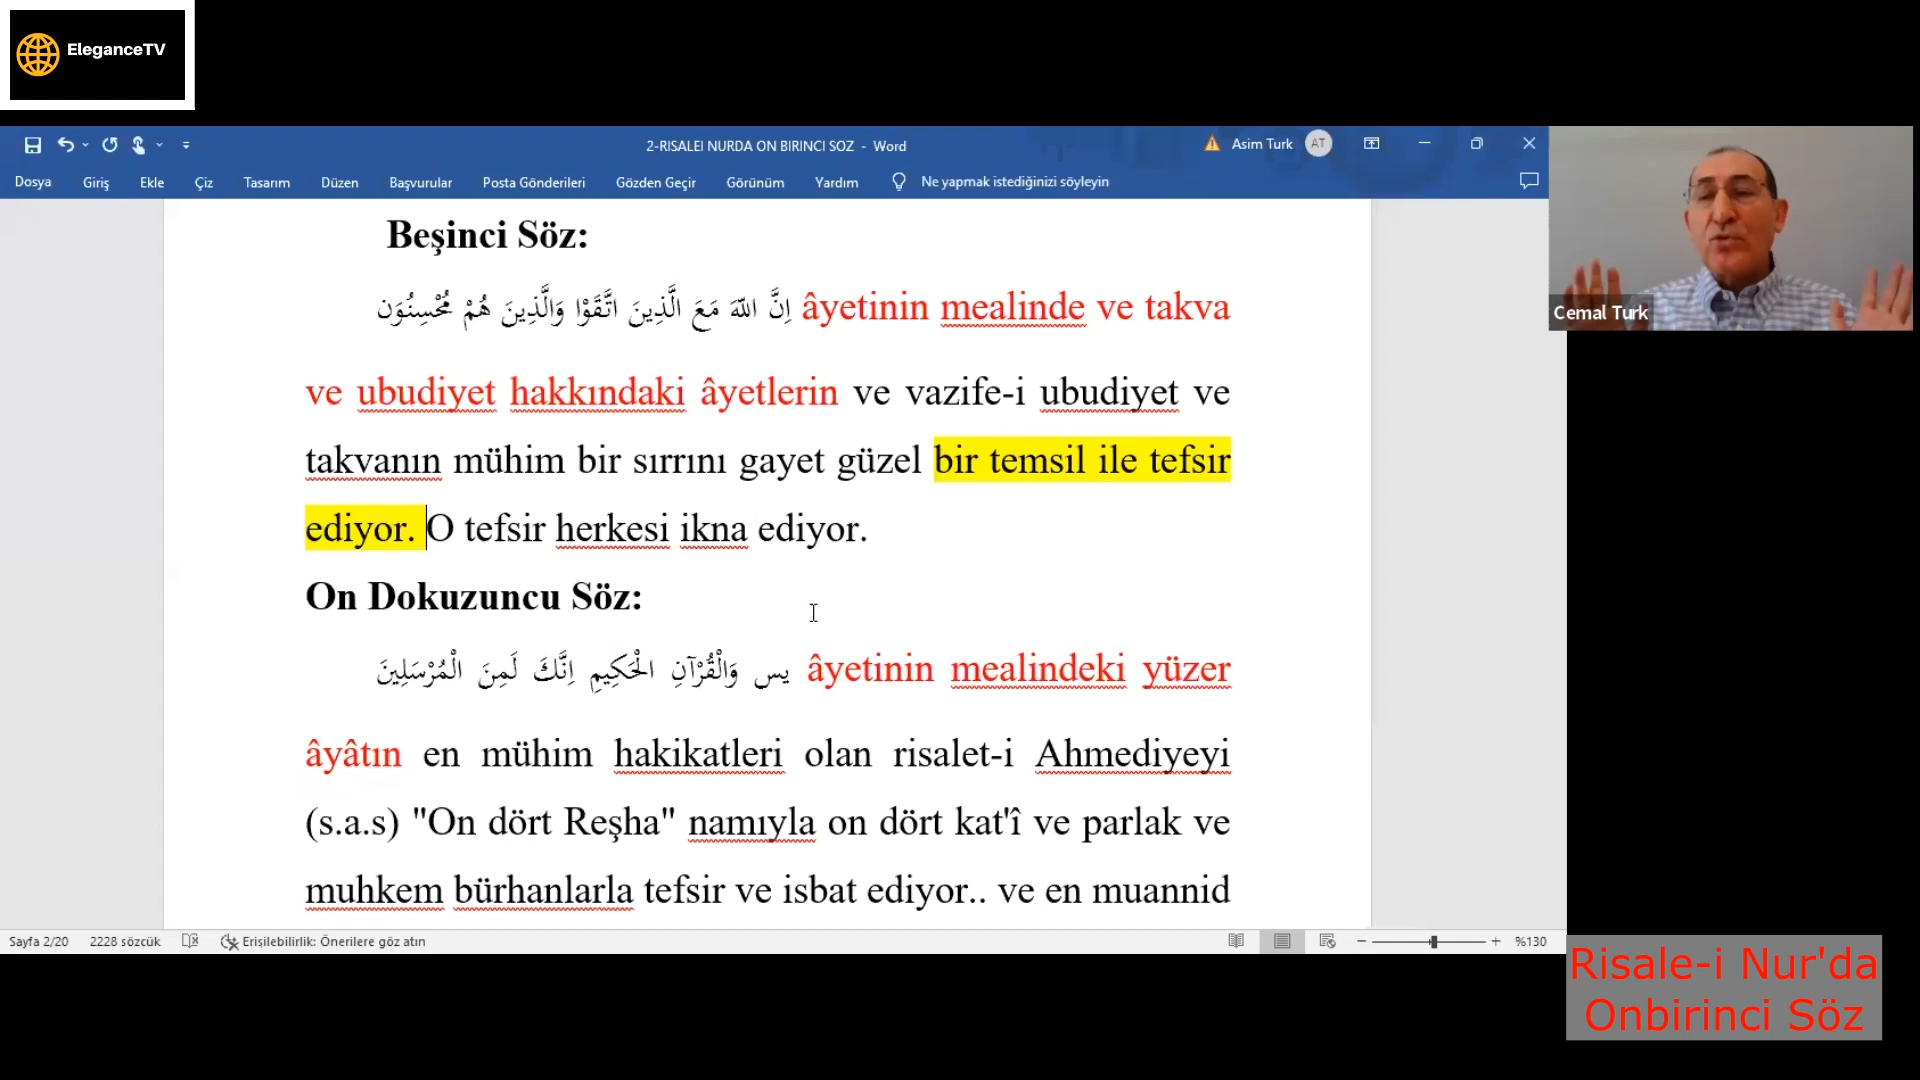 EleganceTV
2-RISALEI NURDA ON BIRINCI SOZ - Word
Asim Turk
AT
Dosya Giriş Ekle Çiz Tasarım Düzen Başvurular Posta Gönderileri Gözden Geçir Görünüm Yardım Ne yapmak istediğinizi söyleyin
Beşinci Söz:
اِنَّ اللّٰهَ مَعَ الَّذِينَ اتَّقَوْا وَالَّذِينَ هُمْ مُحْسِنُونَ âyetinin mealinde ve takva
ve ubudiyet hakkındaki âyetlerin ve vazife-i ubudiyet ve
takvanın mühim bir sırrını gayet güzel bir temsil ile tefsir
ediyor. O tefsir herkesi ikna ediyor.
On Dokuzuncu Söz:
يس وَالْقُرْآنِ الْحَكِيمِ اِنَّكَ لَمِنَ الْمُرْسَلِينَ âyetinin mealindeki yüzer
âyâtın en mühim hakikatleri olan risalet-i Ahmediyeyi
(s.a.s) "On dört Reşha" namıyla on dört kat'î ve parlak ve
muhkem bürhanlarla tefsir ve isbat ediyor.. ve en muannid
Sayfa 2/20 2228 sözcük Erişilebilirlik: Önerilere göz atın %130
Cemal Turk
Risale-i Nur'da
Onbirinci Söz